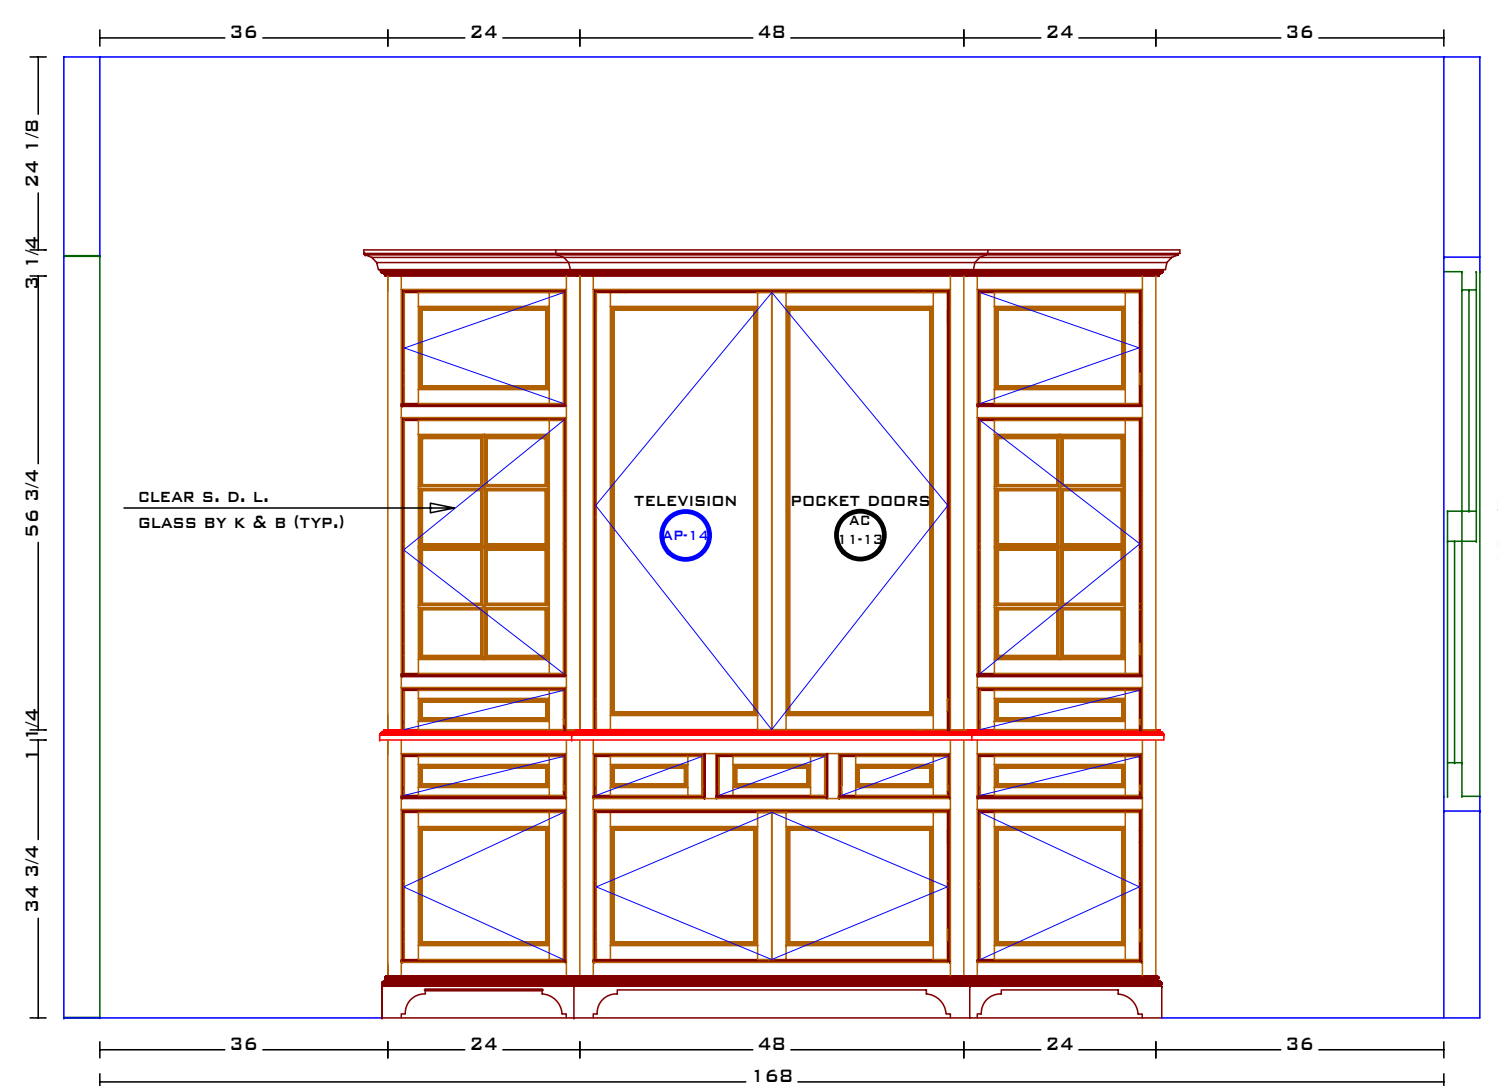 36 24 48 24 36
24 1/8
3 1/4
56 3/4
1 1/4
34 3/4
CLEAR S. D. L.
GLASS BY K & B (TYP.)
TELEVISION
AP-14
POCKET DOORS
AC
11-13
36 24 48 24 36
168